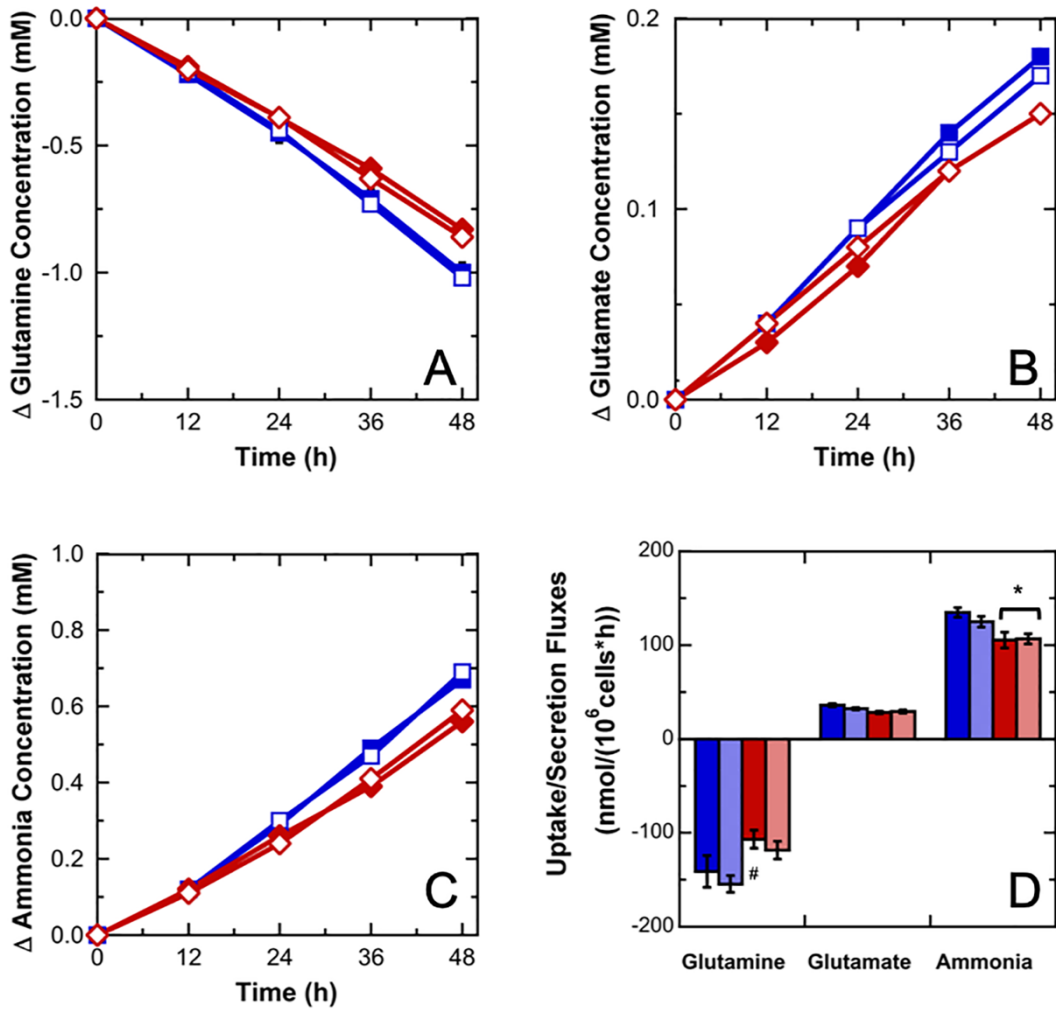 Δ Glutamine Concentration (mM)
0.0
-0.5
-1.0
-1.5
A
0 12 24 36 48
Time (h)
Δ Glutamate Concentration (mM)
0.2
0.1
0.0
B
0 12 24 36 48
Time (h)
Δ Ammonia Concentration (mM)
1.0
0.8
0.6
0.4
0.2
0.0
C
0 12 24 36 48
Time (h)
Uptake/Secretion Fluxes
(nmol/(10⁶ cells*h))
200
100
0
-100
-200
*
#
D
Glutamine Glutamate Ammonia